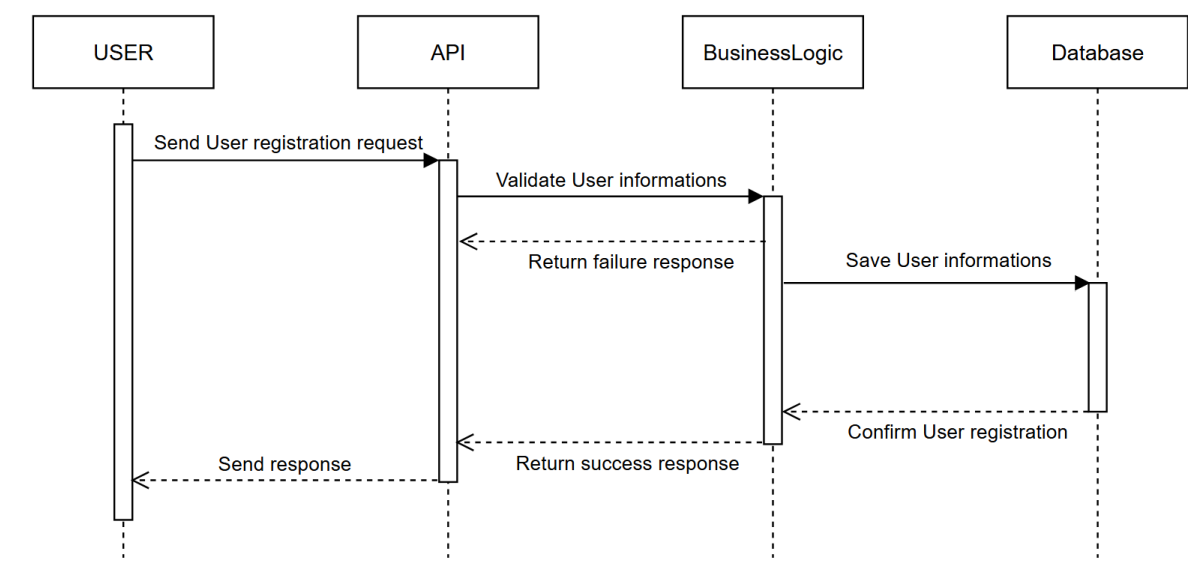 USER
API
BusinessLogic
Database
Send User registration request
Validate User informations
Return failure response
Save User informations
Confirm User registration
Return success response
Send response